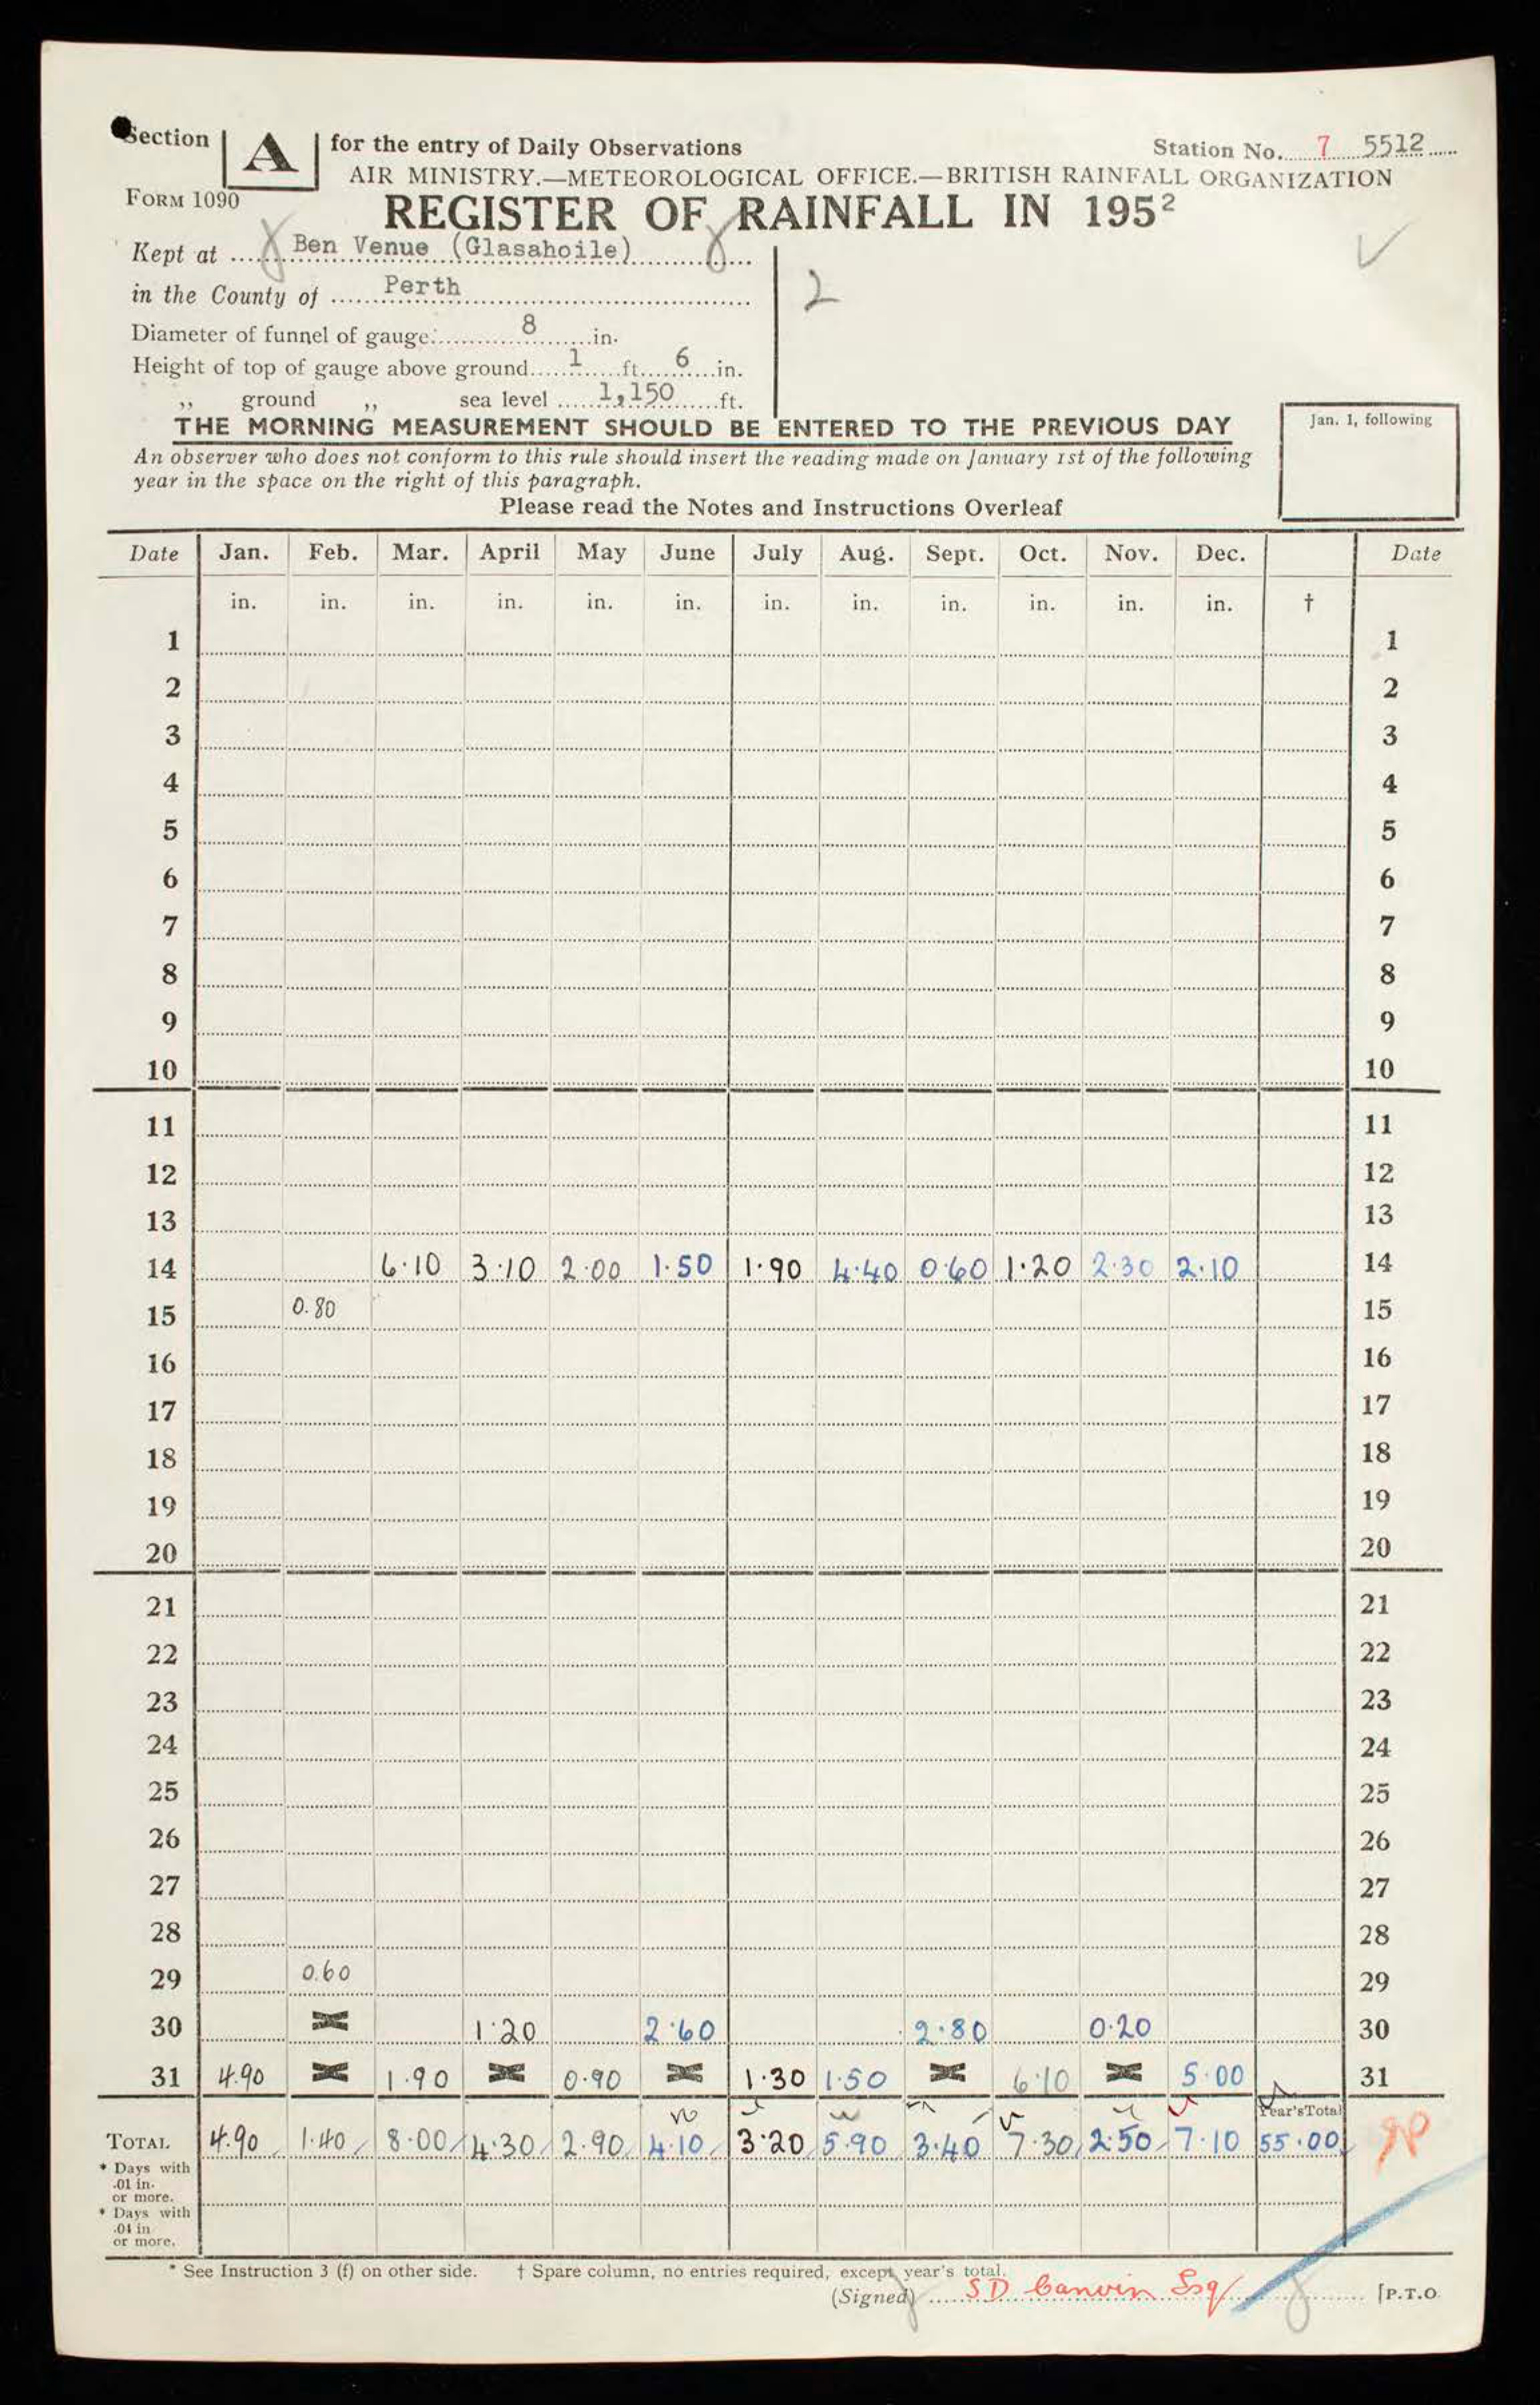 Section A for the entry of Daily Observations Station No. 7 5512
AIR MINISTRY.—METEOROLOGICAL OFFICE.—BRITISH RAINFALL ORGANIZATION
FORM 1090
REGISTER OF RAINFALL IN 1952
Kept at Ben Venue (Glasahoile)
in the County of Perth
2
Diameter of funnel of gauge: 8 in.
Height of top of gauge above ground 1 ft. 6 in.
,, ground ,, sea level 1,150 ft.
THE MORNING MEASUREMENT SHOULD BE ENTERED TO THE PREVIOUS DAY
An observer who does not conform to this rule should insert the reading made on January 1st of the following
year in the space on the right of this paragraph.
Jan. 1, following
Please read the Notes and Instructions Overleaf
Date Jan. Feb. Mar. April May June July Aug. Sept. Oct. Nov. Dec. Date
in. in. in. in. in. in. in. in. in. in. in. in. †
1 1
2 2
3 3
4 4
5 5
6 6
7 7
8 8
9 9
10 10
11 11
12 12
13 13
14 6.10 3.10 2.00 1.50 1.90 4.40 0.60 1.20 2.30 2.10 14
15 0.80 15
16 16
17 17
18 18
19 19
20 20
21 21
22 22
23 23
24 24
25 25
26 26
27 27
28 28
29 0.60 29
30 1.20 2.60 2.80 0.20 30
31 4.90 1.90 0.90 1.30 1.50 6.10 5.00 31
Year's Total
TOTAL 4.90 1.40 8.00 4.30 2.90 4.10 3.20 5.90 3.40 7.30 2.50 7.10 55.00
* Days with
.01 in.
or more.
* Days with
.04 in
or more.
* See Instruction 3 (f) on other side. † Spare column, no entries required, except year's total.
(Signed) S D Canvin Esq [P.T.O.